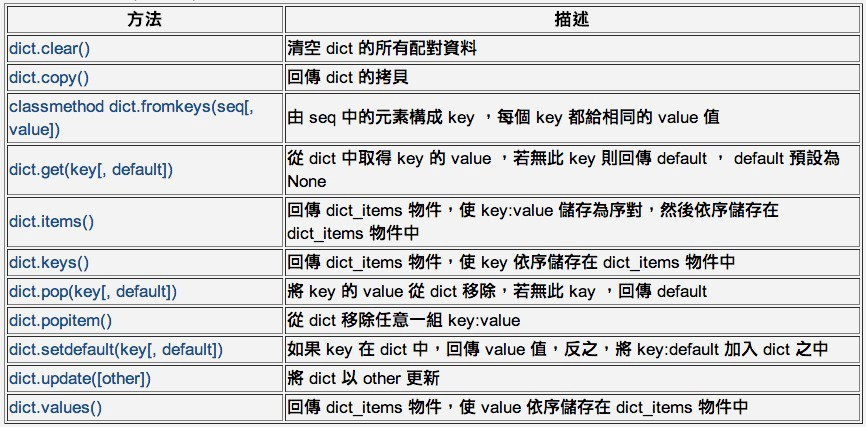 方法 描述
dict.clear() 清空 dict 的所有配對資料
dict.copy() 回傳 dict 的拷貝
classmethod dict.fromkeys(seq[,
value]) 由 seq 中的元素構成 key ，每個 key 都給相同的 value 值
dict.get(key[, default]) 從 dict 中取得 key 的 value ，若無此 key 則回傳 default ， default 預設為
None
dict.items() 回傳 dict_items 物件，使 key:value 儲存為序對，然後依序儲存在
dict_items 物件中
dict.keys() 回傳 dict_items 物件，使 key 依序儲存在 dict_items 物件中
dict.pop(key[, default]) 將 key 的 value 從 dict 移除，若無此 kay ，回傳 default
dict.popitem() 從 dict 移除任意一組 key:value
dict.setdefault(key[, default]) 如果 key 在 dict 中，回傳 value 值，反之，將 key:default 加入 dict 之中
dict.update([other]) 將 dict 以 other 更新
dict.values() 回傳 dict_items 物件，使 value 依序儲存在 dict_items 物件中